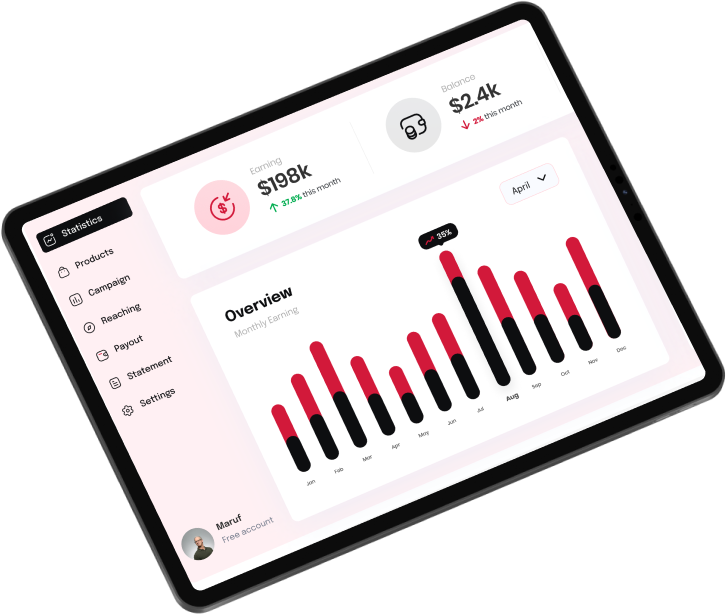 Statistics
Products
Campaign
Reaching
Payout
Statement
Settings
Maruf
Free account
Earning
$198k
37.8% this month
Balance
$2.4k
2% this month
Overview
Monthly Earning
April
35%
Jan
Feb
Mar
Apr
May
Jun
Jul
Aug
Sep
Oct
Nov
Dec